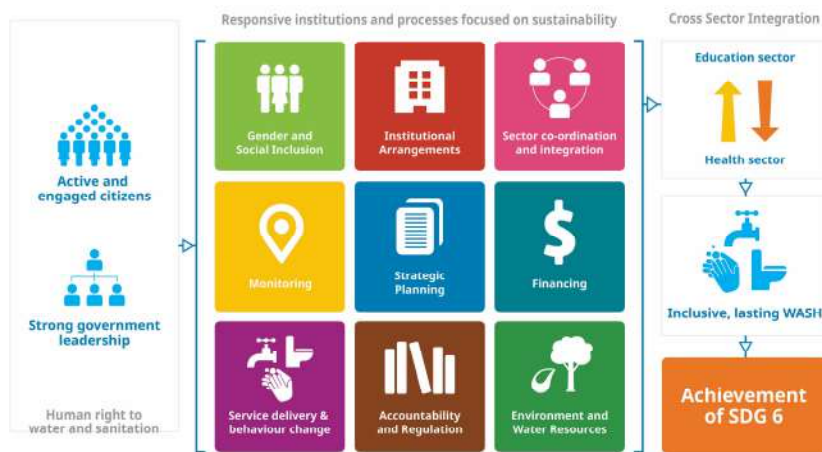 Responsive institutions and processes focused on sustainability
Cross Sector Integration
Active and
engaged citizens
Strong government
leadership
Human right to
water and sanitation
Gender and
Social Inclusion
Institutional
Arrangements
Sector co-ordination
and integration
Monitoring
Strategic
Planning
Financing
Service delivery &
behaviour change
Accountability
and Regulation
Environment and
Water Resources
Education sector
Health sector
Inclusive, lasting WASH
Achievement
of SDG 6